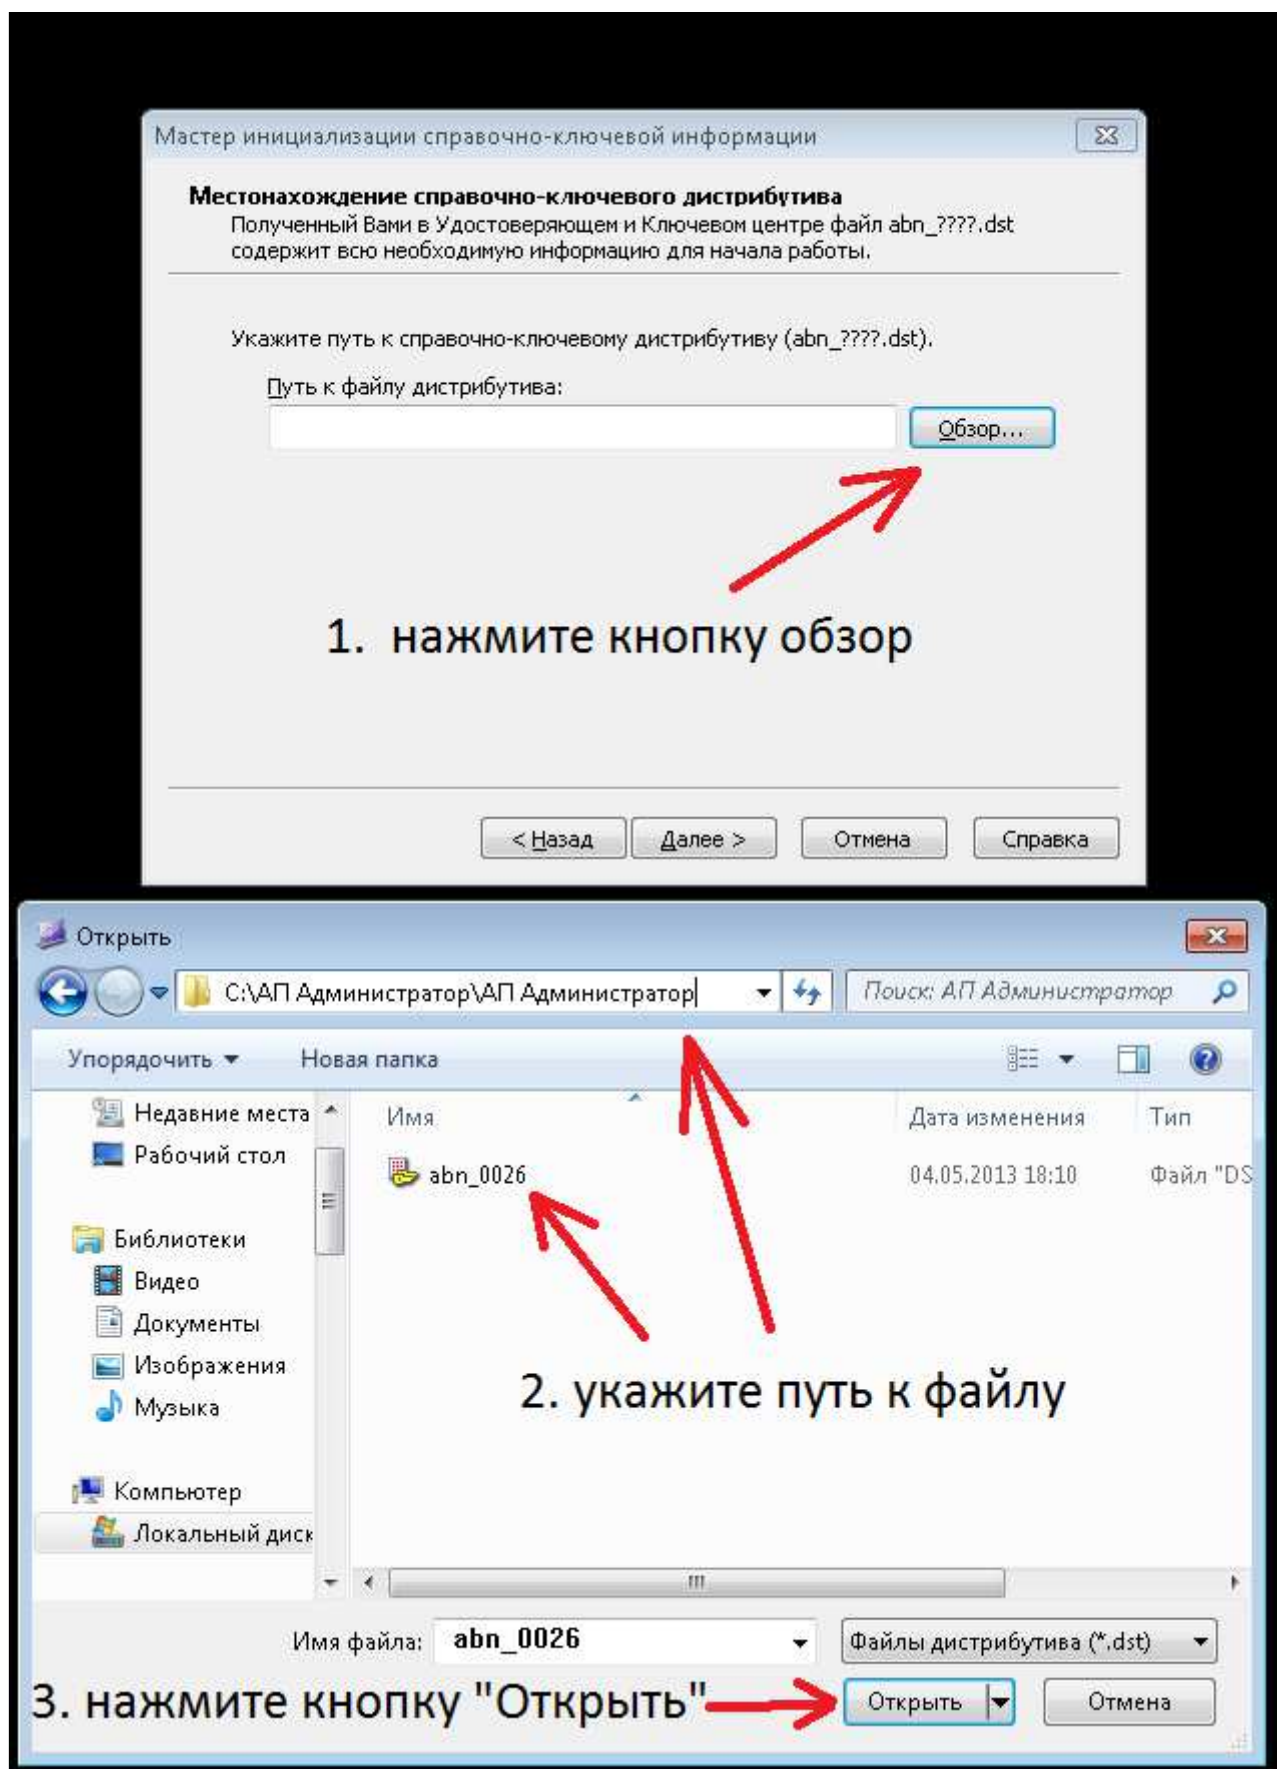 Мастер инициализации справочно-ключевой информации
Местонахождение справочно-ключевого дистрибутива
Полученный Вами в Удостоверяющем и Ключевом центре файл abn_????.dst
содержит всю необходимую информацию для начала работы.
Укажите путь к справочно-ключевому дистрибутиву (abn_????.dst).
Путь к файлу дистрибутива:
Обзор...
1. нажмите кнопку обзор
< Назад Далее > Отмена Справка
Открыть
C:\АП Администратор\АП Администратор Поиск: АП Администратор
Упорядочить Новая папка
Недавние места Имя Дата изменения Тип
Рабочий стол abn_0026 04.05.2013 18:10 Файл "DS
Библиотеки
Видео
Документы
Изображения
2. укажите путь к файлу
Музыка
Компьютер
Локальный диск
Имя файла: abn_0026 Файлы дистрибутива (*.dst)
3. нажмите кнопку "Открыть" Открыть Отмена